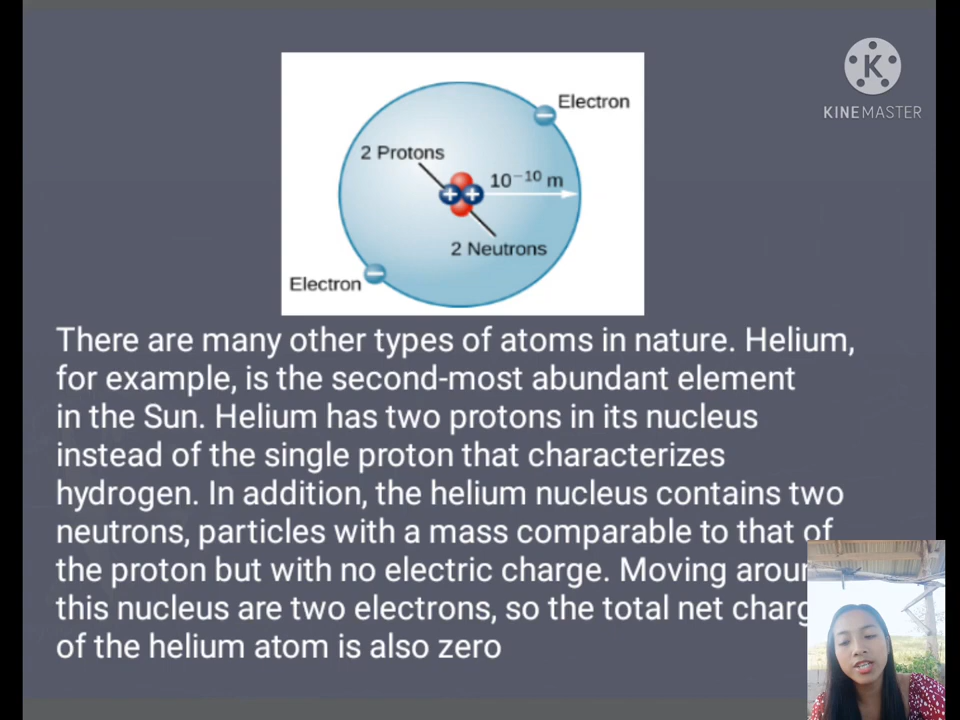 K
KINEMASTER
Electron
2 Protons
10⁻¹⁰ m
2 Neutrons
Electron
There are many other types of atoms in nature. Helium,
for example, is the second-most abundant element
in the Sun. Helium has two protons in its nucleus
instead of the single proton that characterizes
hydrogen. In addition, the helium nucleus contains two
neutrons, particles with a mass comparable to that of
the proton but with no electric charge. Moving
this nucleus are two electrons, so the total net
of the helium atom is also zero